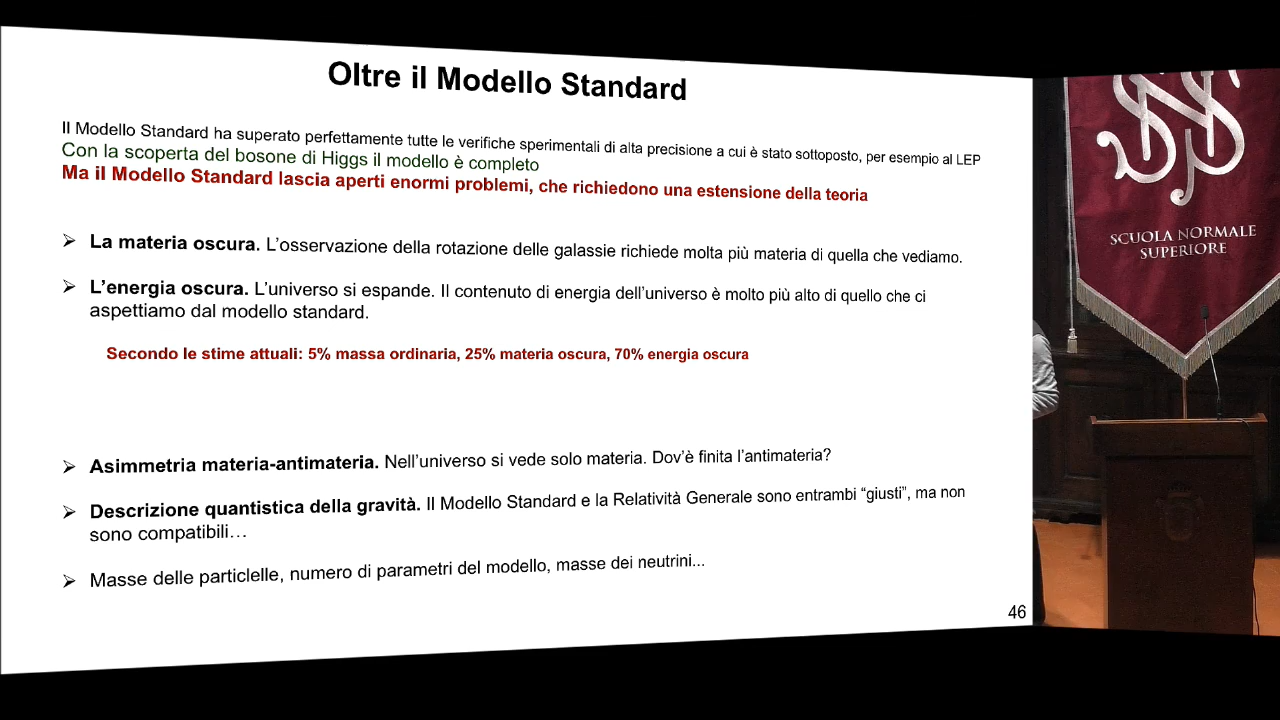 Oltre il Modello Standard
Il Modello Standard ha superato perfettamente tutte le verifiche sperimentali di alta precisione a cui è stato sottoposto, per esempio al LEP
Con la scoperta del bosone di Higgs il modello è completo
Ma il Modello Standard lascia aperti enormi problemi, che richiedono una estensione della teoria
➢ La materia oscura. L’osservazione della rotazione delle galassie richiede molta più materia di quella che vediamo.
➢ L’energia oscura. L’universo si espande. Il contenuto di energia dell’universo è molto più alto di quello che ci
aspettiamo dal modello standard.
Secondo le stime attuali: 5% massa ordinaria, 25% materia oscura, 70% energia oscura
➢ Asimmetria materia-antimateria. Nell’universo si vede solo materia. Dov’è finita l’antimateria?
➢ Descrizione quantistica della gravità. Il Modello Standard e la Relatività Generale sono entrambi “giusti”, ma non
sono compatibili…
➢ Masse delle particlelle, numero di parametri del modello, masse dei neutrini...
46
SNS
SCUOLA NORMALE
SUPERIORE